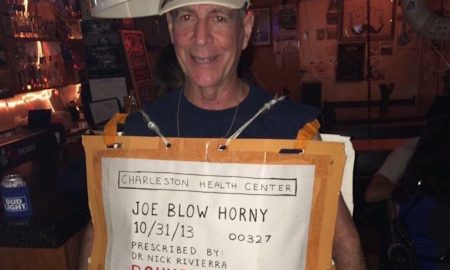 CHARLESTON HEALTH CENTER
JOE BLOW HORNY
10/31/13 00327
PRESCRIBED BY:
DR NICK RIVIERRA
BUD
LIGHT